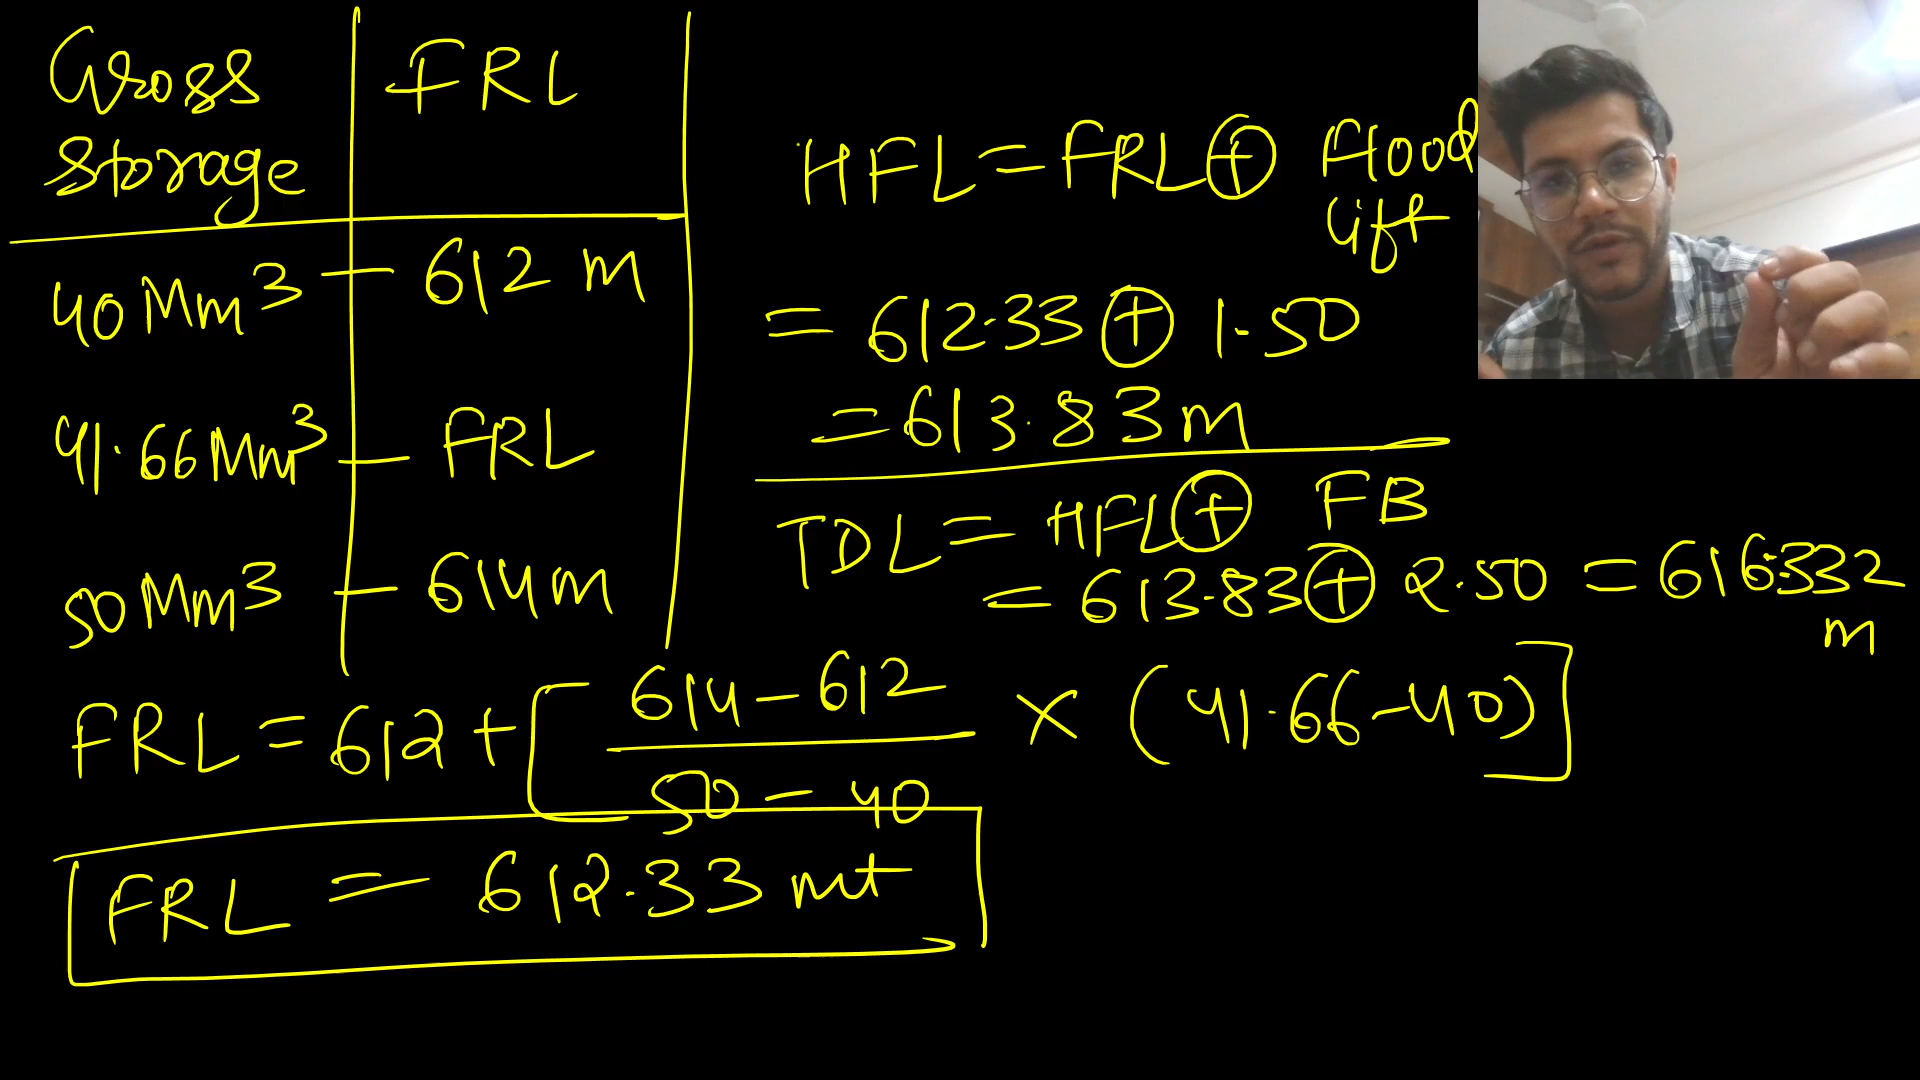 Gross Storage | FRL
40 Mm³ — 612 m
41.66 Mm³ — FRL
50 Mm³ — 614 m
HFL = FRL ⊕ Flood lift
= 612.33 ⊕ 1.50
= 613.83 m
TDL = HFL ⊕ FB
= 613.83 ⊕ 2.50 = 616.332 m
FRL = 612 + [ 614 - 612 / 50 - 40 × (41.66 - 40) ]
FRL = 612.33 mt